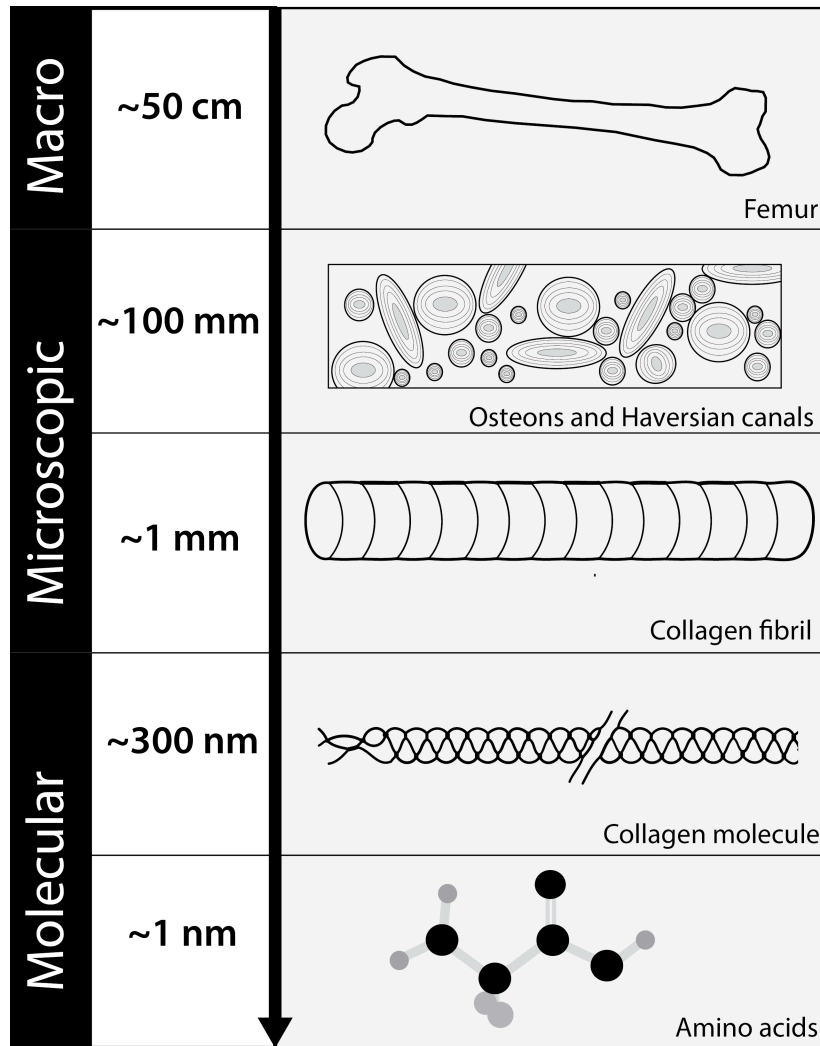 Macro
~50 cm
Femur
Microscopic
~100 mm
Osteons and Haversian canals
~1 mm
Collagen fibril
Molecular
~300 nm
Collagen molecule
~1 nm
Amino acids